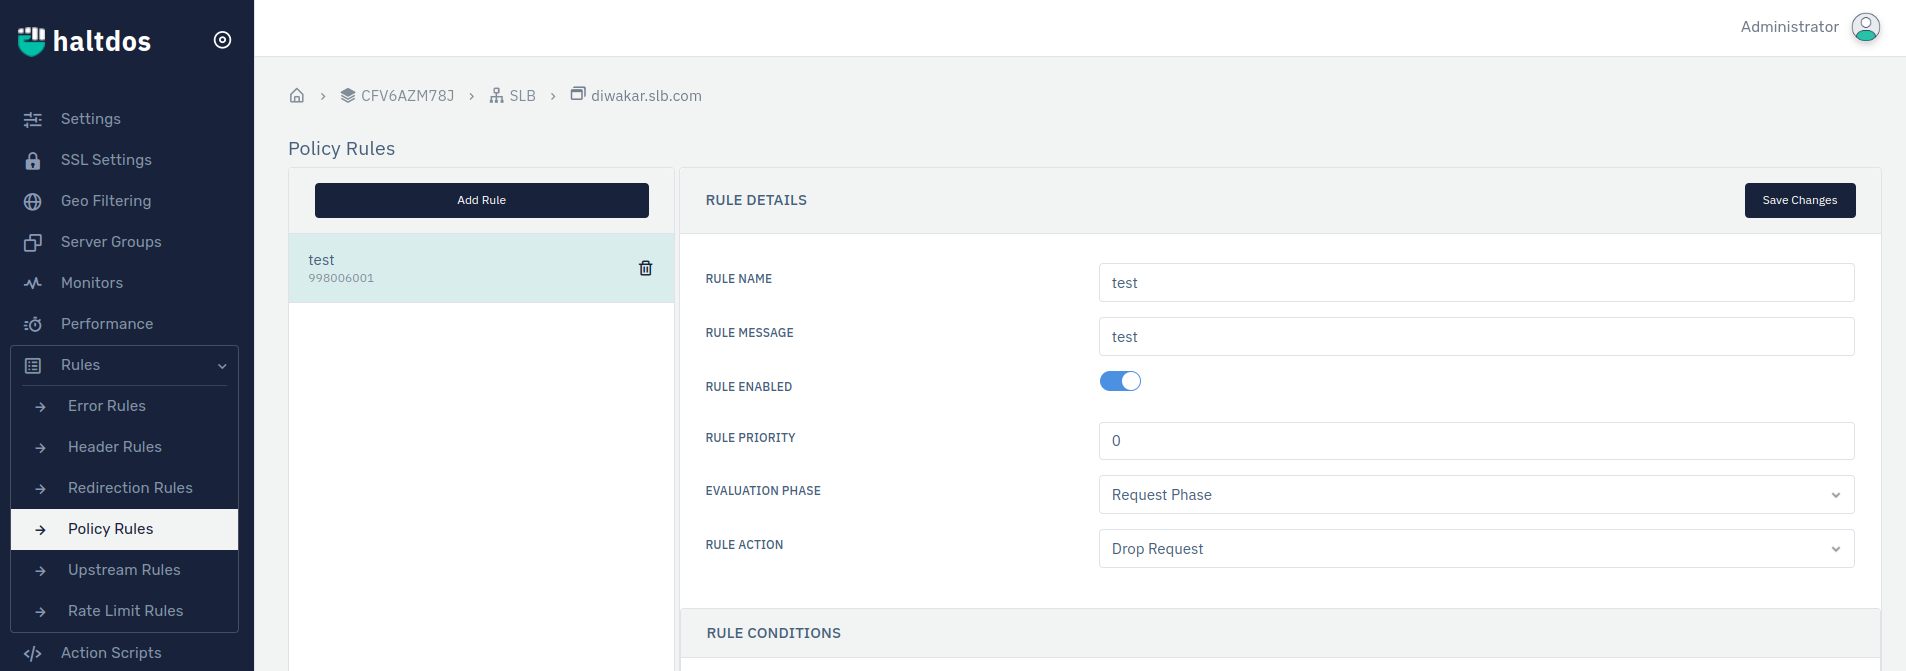 haltdos
Administrator
CFV6AZM78J
SLB
diwakar.slb.com
Settings
SSL Settings
Geo Filtering
Server Groups
Monitors
Performance
Rules
Error Rules
Header Rules
Redirection Rules
Policy Rules
Upstream Rules
Rate Limit Rules
Action Scripts
Policy Rules
Add Rule
test
998006001
RULE DETAILS
Save Changes
RULE NAME
test
RULE MESSAGE
test
RULE ENABLED
RULE PRIORITY
0
EVALUATION PHASE
Request Phase
RULE ACTION
Drop Request
RULE CONDITIONS